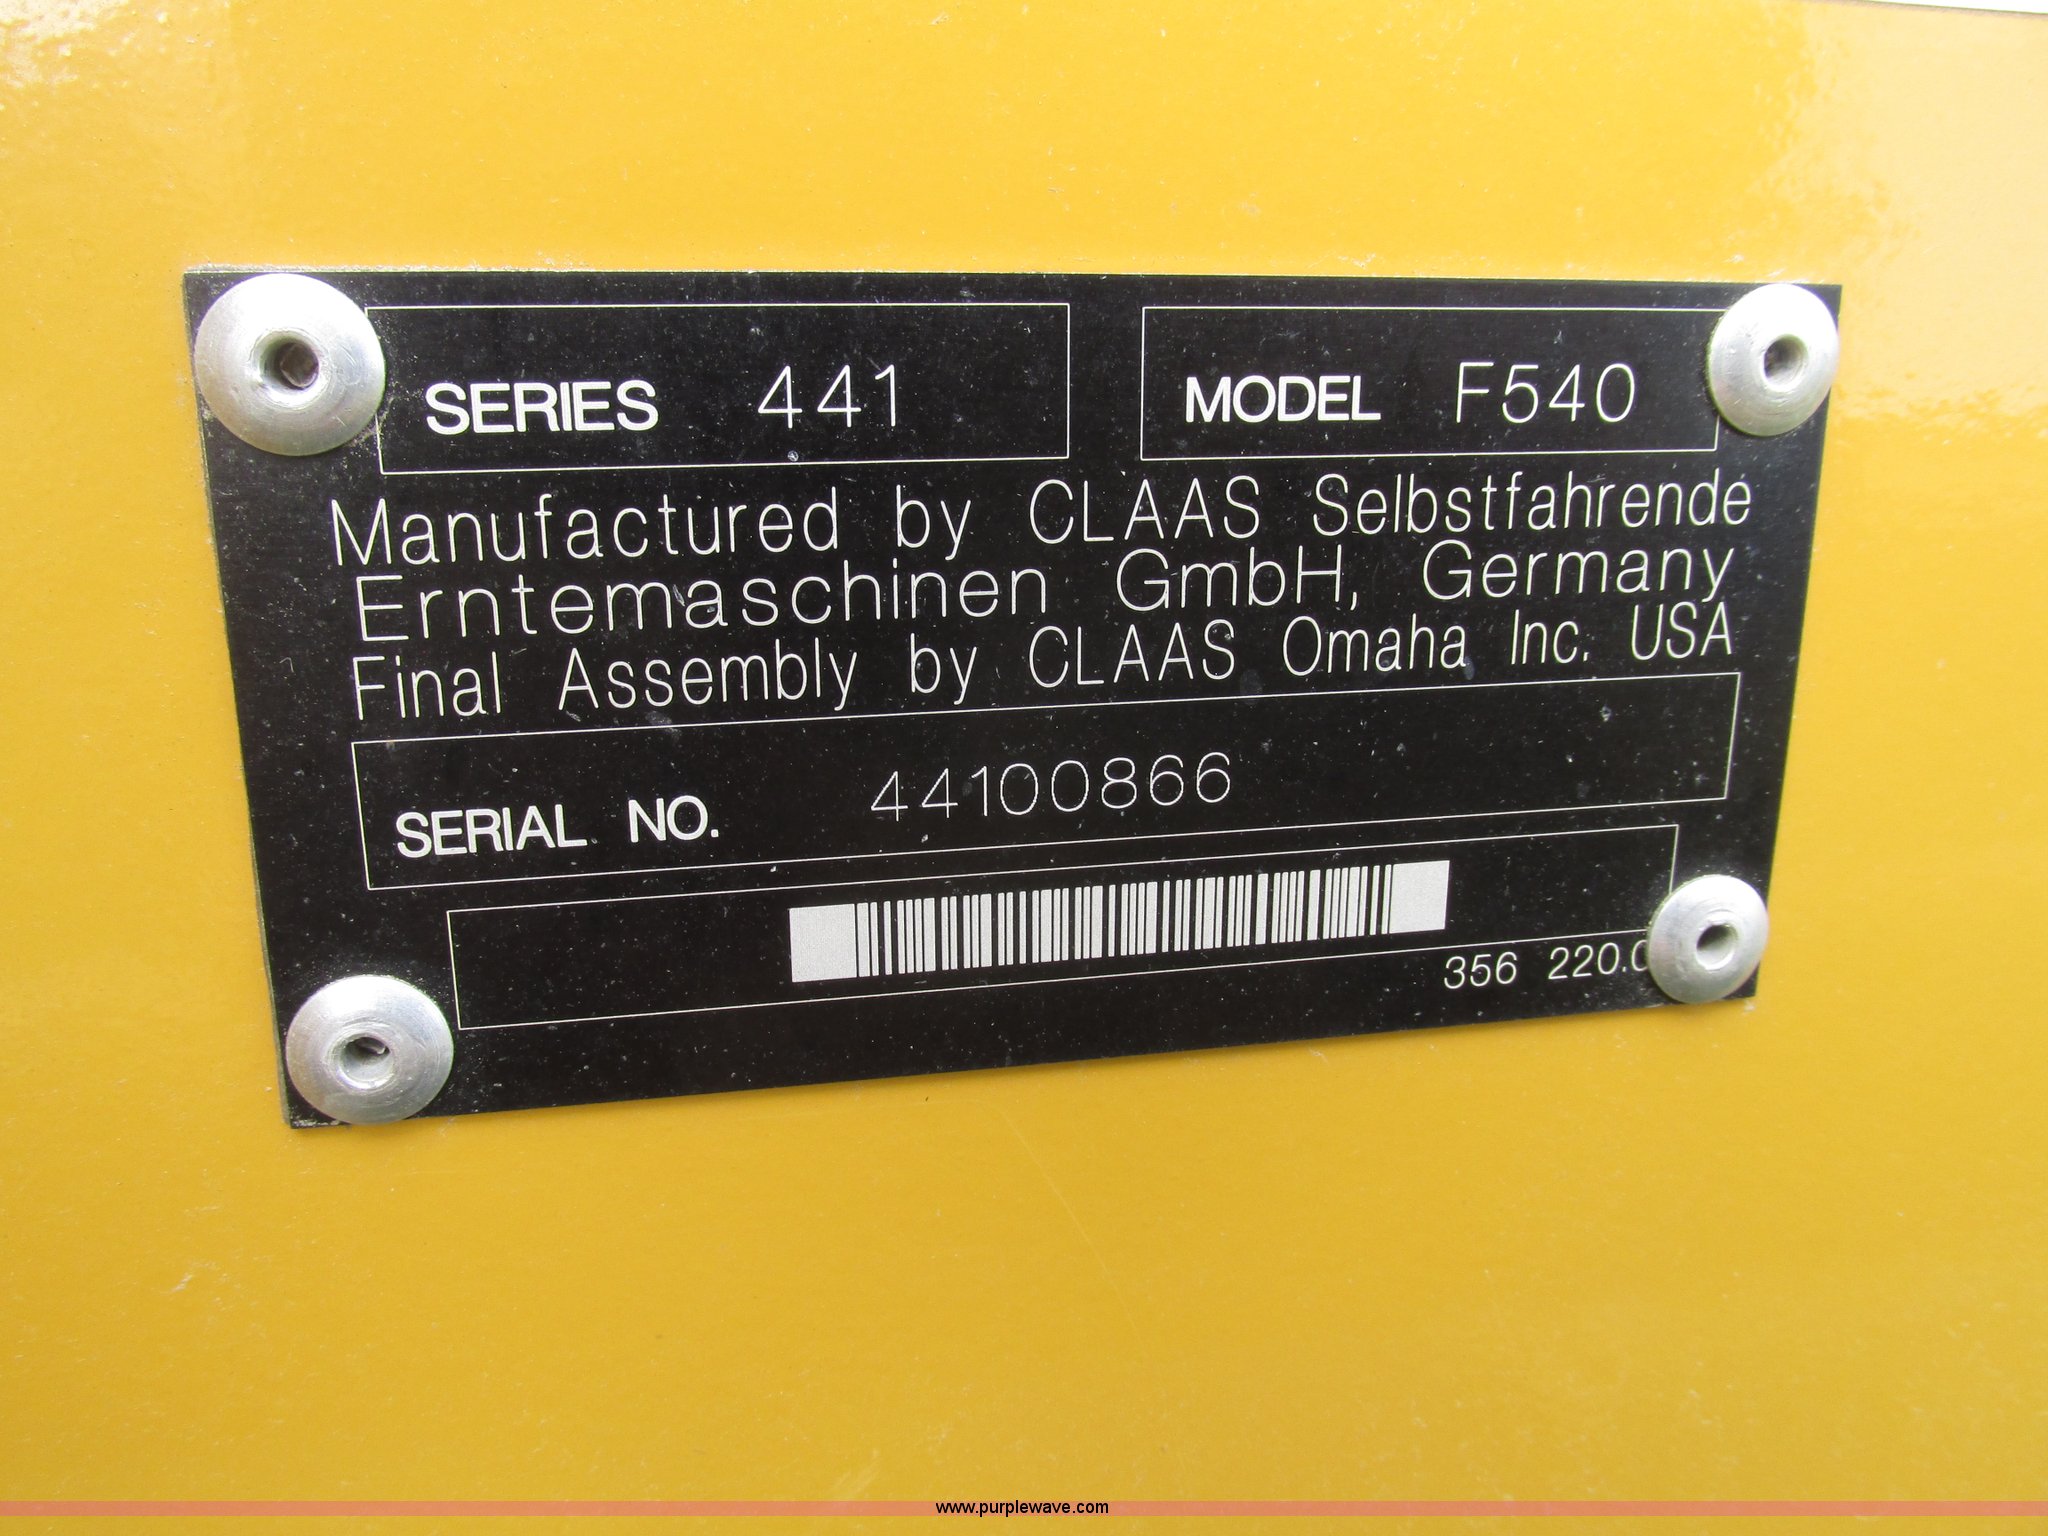 SERIES 441 MODEL F540
Manufactured by CLAAS Selbstfahrende
Erntemaschinen GmbH, Germany
Final Assembly by CLAAS Omaha Inc. USA
SERIAL NO. 44100866
356 220.
www.purplewave.com